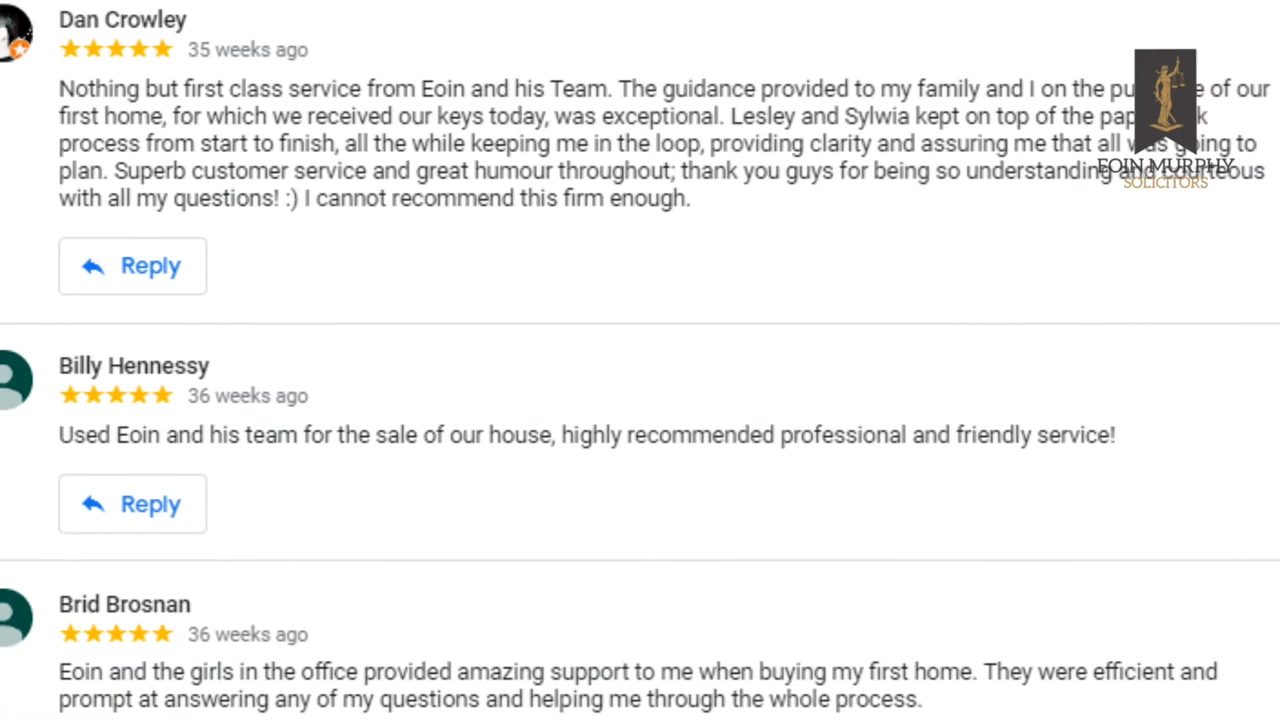 Dan Crowley
35 weeks ago
Nothing but first class service from Eoin and his Team. The guidance provided to my family and I on the of our
first home, for which we received our keys today, was exceptional. Lesley and Sylwia kept on top of the
process from start to finish, all the while keeping me in the loop, providing clarity and assuring me that all was going to
plan. Superb customer service and great humour throughout; thank you guys for being so understanding and courteous
with all my questions! :) I cannot recommend this firm enough.
EOIN MURPHY
SOLICITORS
Reply
Billy Hennessy
36 weeks ago
Used Eoin and his team for the sale of our house, highly recommended professional and friendly service!
Reply
Brid Brosnan
36 weeks ago
Eoin and the girls in the office provided amazing support to me when buying my first home. They were efficient and
prompt at answering any of my questions and helping me through the whole process.